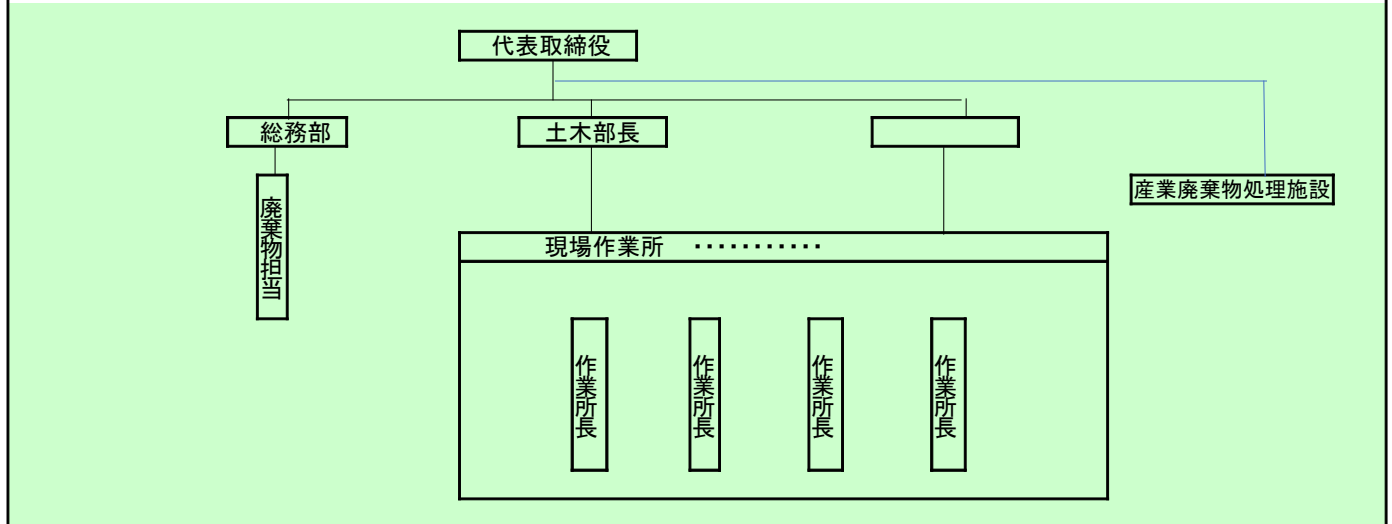 代表取締役
総務部
土木部長
産業廃棄物処理施設
廃棄物担当
現場作業所 ・・・・・・・・・・・
作業所長
作業所長
作業所長
作業所長